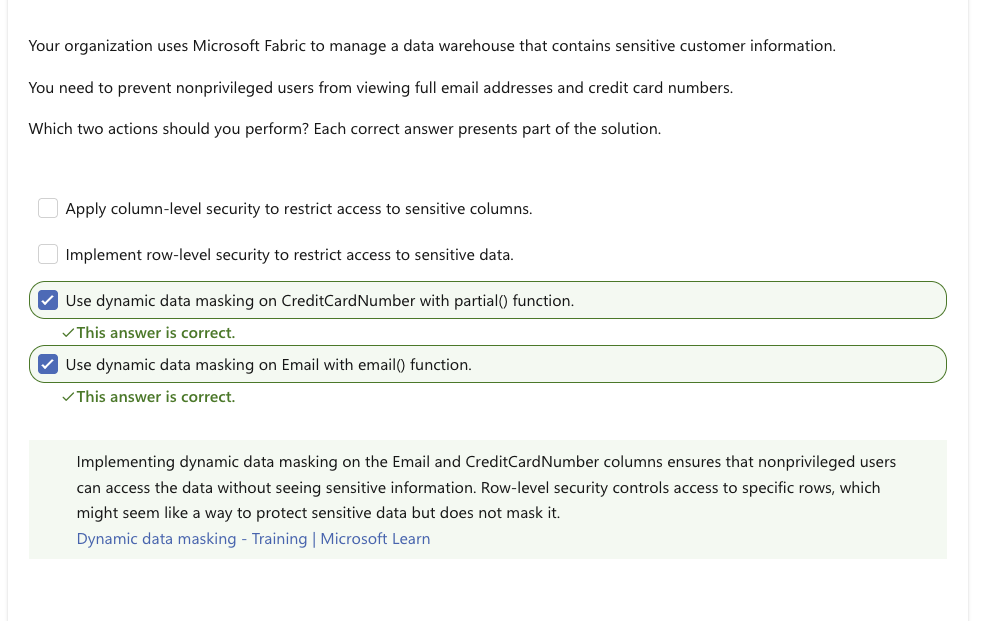 Your organization uses Microsoft Fabric to manage a data warehouse that contains sensitive customer information.
You need to prevent nonprivileged users from viewing full email addresses and credit card numbers.
Which two actions should you perform? Each correct answer presents part of the solution.
Apply column-level security to restrict access to sensitive columns.
Implement row-level security to restrict access to sensitive data.
Use dynamic data masking on CreditCardNumber with partial() function.
This answer is correct.
Use dynamic data masking on Email with email() function.
This answer is correct.
Implementing dynamic data masking on the Email and CreditCardNumber columns ensures that nonprivileged users
can access the data without seeing sensitive information. Row-level security controls access to specific rows, which
might seem like a way to protect sensitive data but does not mask it.
Dynamic data masking - Training | Microsoft Learn